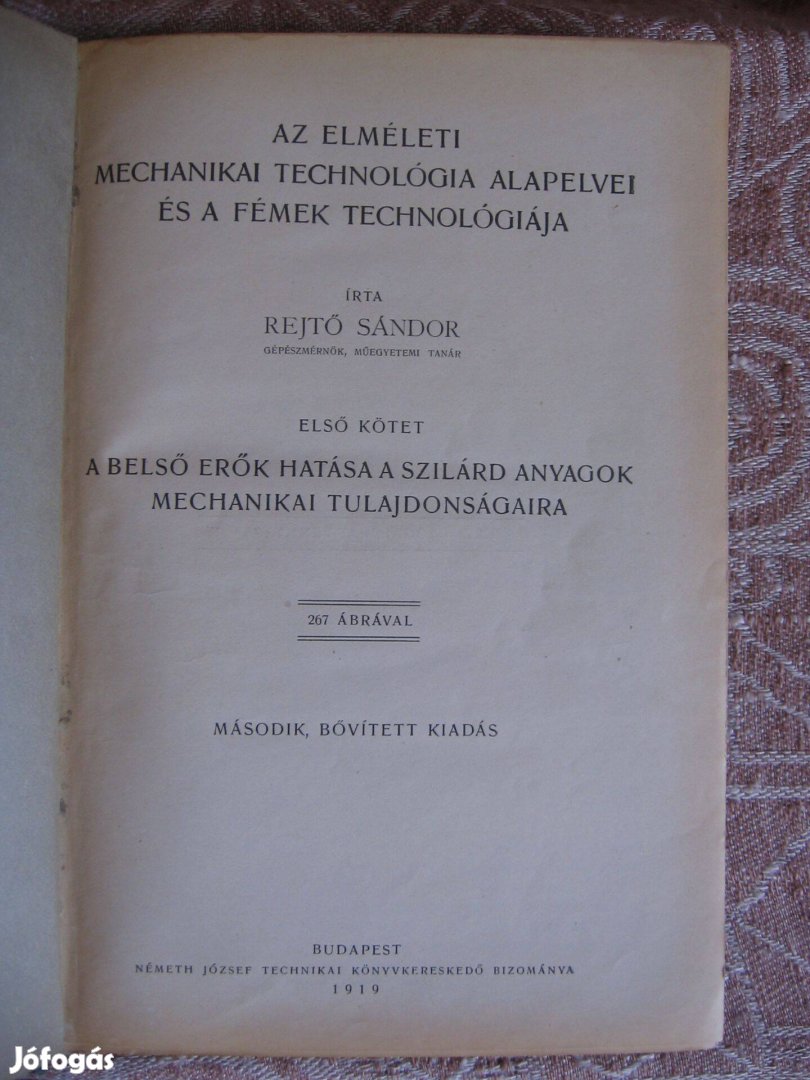 AZ ELMÉLETI
MECHANIKAI TECHNOLÓGIA ALAPELVEI
ÉS A FÉMEK TECHNOLÓGIÁJA
ÍRTA
REJTŐ SÁNDOR
GÉPÉSZMÉRNÖK, MŰEGYETEMI TANÁR
ELSŐ KÖTET
A BELSŐ ERŐK HATÁSA A SZILÁRD ANYAGOK
MECHANIKAI TULAJDONSÁGAIRA
267 ÁBRÁVAL
MÁSODIK, BŐVÍTETT KIADÁS
BUDAPEST
NÉMETH JÓZSEF TECHNIKAI KÖNYVKERESKEDŐ BIZOMÁNYA
1919
Jófogás